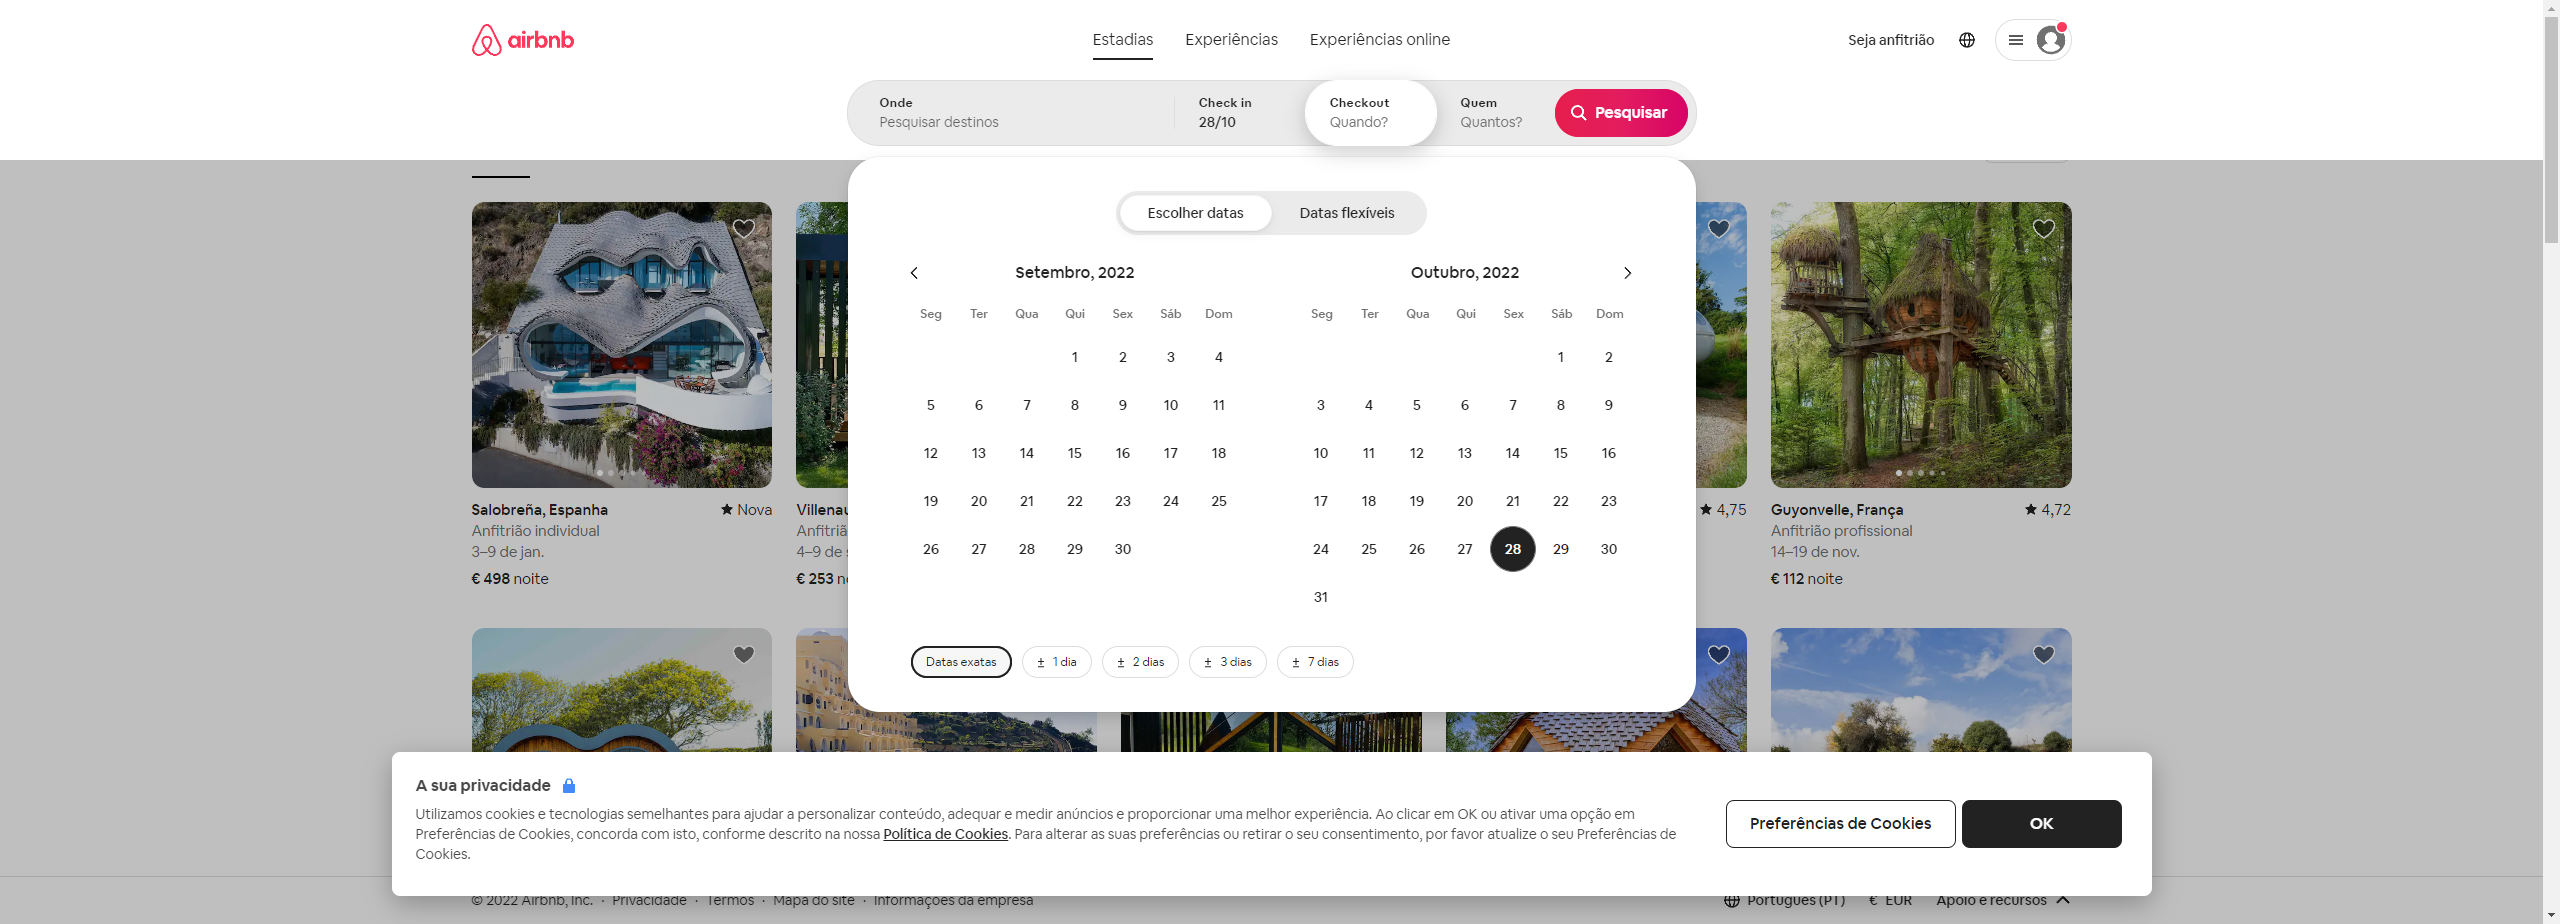 airbnb
Estadias Experiências Experiências online
Seja anfitrião
Onde
Pesquisar destinos
Check in
28/10
Checkout
Quando?
Quem
Quantos?
Pesquisar
Escolher datas Datas flexíveis
Setembro, 2022
Seg Ter Qua Qui Sex Sáb Dom
1 2 3 4
5 6 7 8 9 10 11
12 13 14 15 16 17 18
19 20 21 22 23 24 25
26 27 28 29 30
Outubro, 2022
Seg Ter Qua Qui Sex Sáb Dom
1 2
3 4 5 6 7 8 9
10 11 12 13 14 15 16
17 18 19 20 21 22 23
24 25 26 27 28 29 30
31
Datas exatas ± 1 dia ± 2 dias ± 3 dias ± 7 dias
Salobreña, Espanha Nova
Anfitrião individual
3–9 de jan.
€ 498 noite
4–9 de
€ 253
4,75
Guyonvelle, França 4,72
Anfitrião profissional
14–19 de nov.
€ 112 noite
A sua privacidade
Utilizamos cookies e tecnologias semelhantes para ajudar a personalizar conteúdo, adequar e medir anúncios e proporcionar uma melhor experiência. Ao clicar em OK ou ativar uma opção em
Preferências de Cookies, concorda com isto, conforme descrito na nossa Política de Cookies. Para alterar as suas preferências ou retirar o seu consentimento, por favor atualize o seu Preferências de
Cookies.
Preferências de Cookies OK
© 2022 Airbnb, Inc. · Privacidade · Termos · Mapa do site · Informações da empresa
Português (PT) € EUR Apoio e recursos